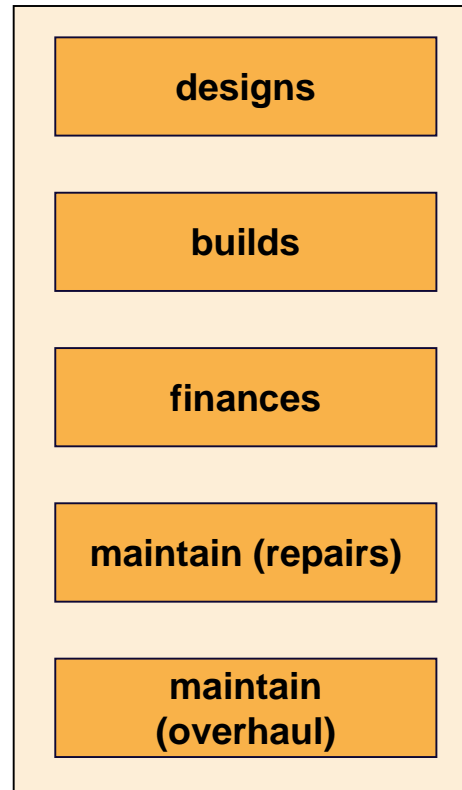 designs
builds
finances
maintain (repairs)
maintain
(overhaul)